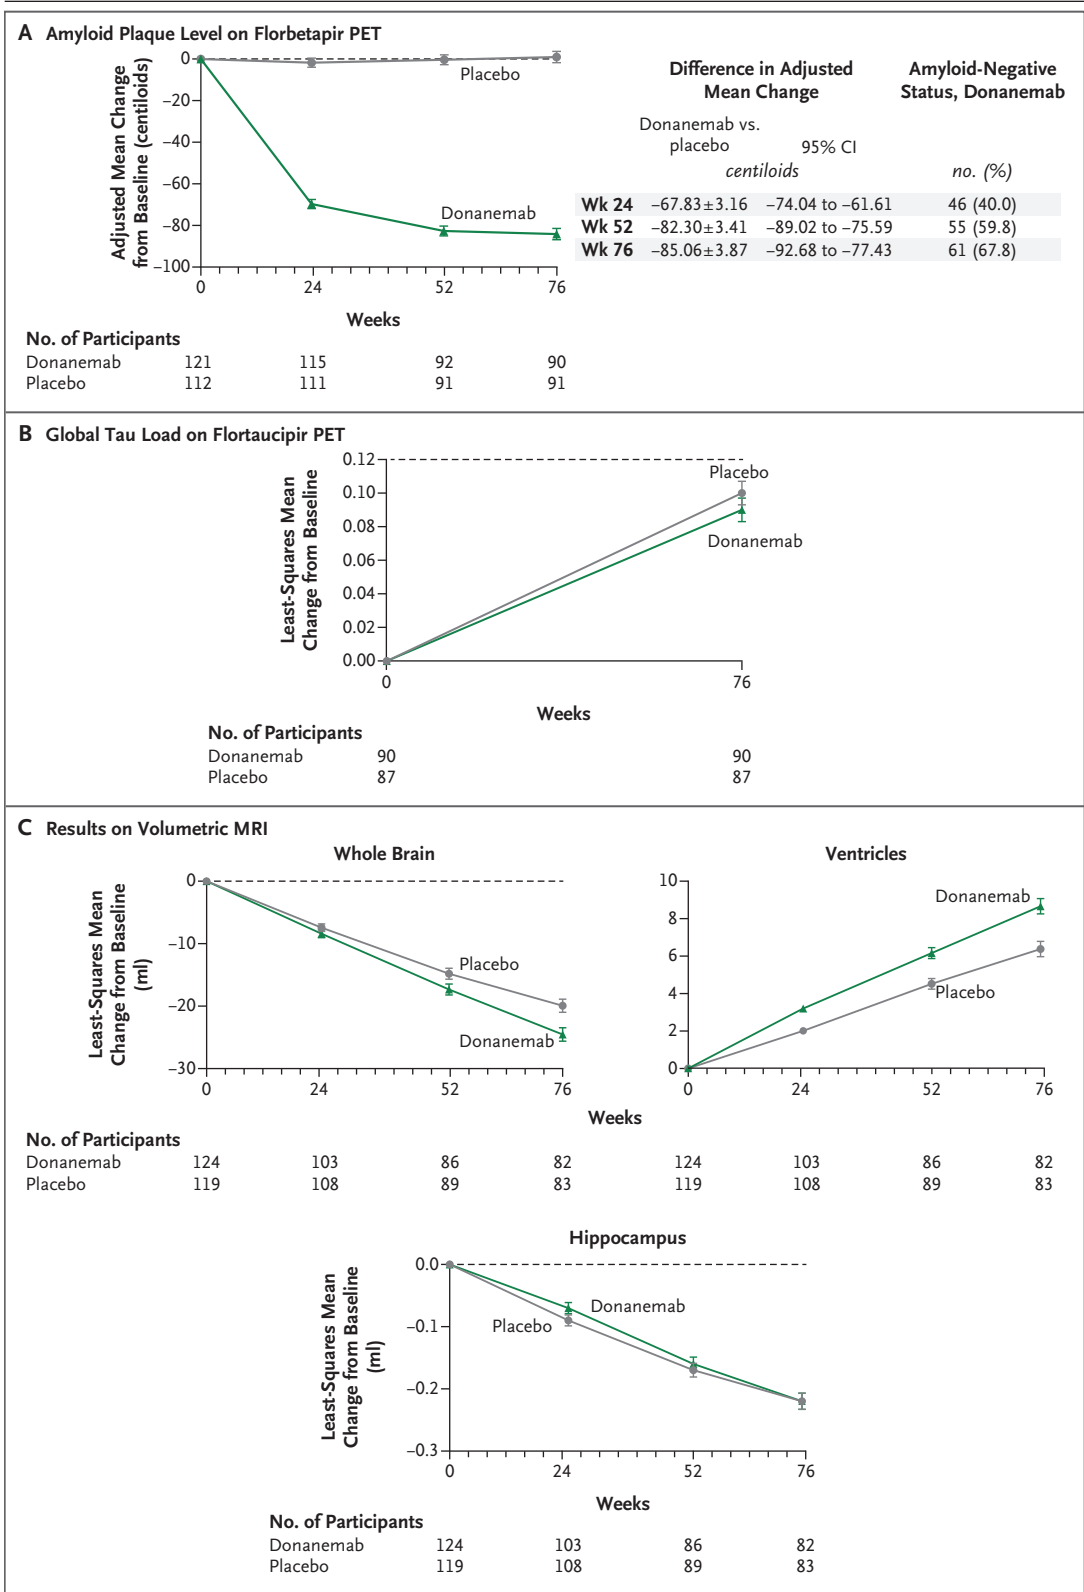 A Amyloid Plaque Level on Florbetapir PET
Adjusted Mean Change
from Baseline (centiloids)
0
−20
−40
−60
−80
−100
Placebo
Donanemab
0 24 52 76
Weeks
Difference in Adjusted
Mean Change
Amyloid-Negative
Status, Donanemab
Donanemab vs.
placebo
95% CI
centiloids
no. (%)
Wk 24 −67.83±3.16 −74.04 to −61.61 46 (40.0)
Wk 52 −82.30±3.41 −89.02 to −75.59 55 (59.8)
Wk 76 −85.06±3.87 −92.68 to −77.43 61 (67.8)
No. of Participants
Donanemab 121 115 92 90
Placebo 112 111 91 91
B Global Tau Load on Flortaucipir PET
Least-Squares Mean
Change from Baseline
0.12
0.10
0.08
0.06
0.04
0.02
0.00
Placebo
Donanemab
0 76
Weeks
No. of Participants
Donanemab 90 90
Placebo 87 87
C Results on Volumetric MRI
Whole Brain
Least-Squares Mean
Change from Baseline
(ml)
0
−10
−20
−30
Placebo
Donanemab
0 24 52 76
Ventricles
10
8
6
4
2
0
Donanemab
Placebo
0 24 52 76
Weeks
No. of Participants
Donanemab 124 103 86 82 124 103 86 82
Placebo 119 108 89 83 119 108 89 83
Hippocampus
Least-Squares Mean
Change from Baseline
(ml)
0.0
−0.1
−0.2
−0.3
Donanemab
Placebo
0 24 52 76
Weeks
No. of Participants
Donanemab 124 103 86 82
Placebo 119 108 89 83